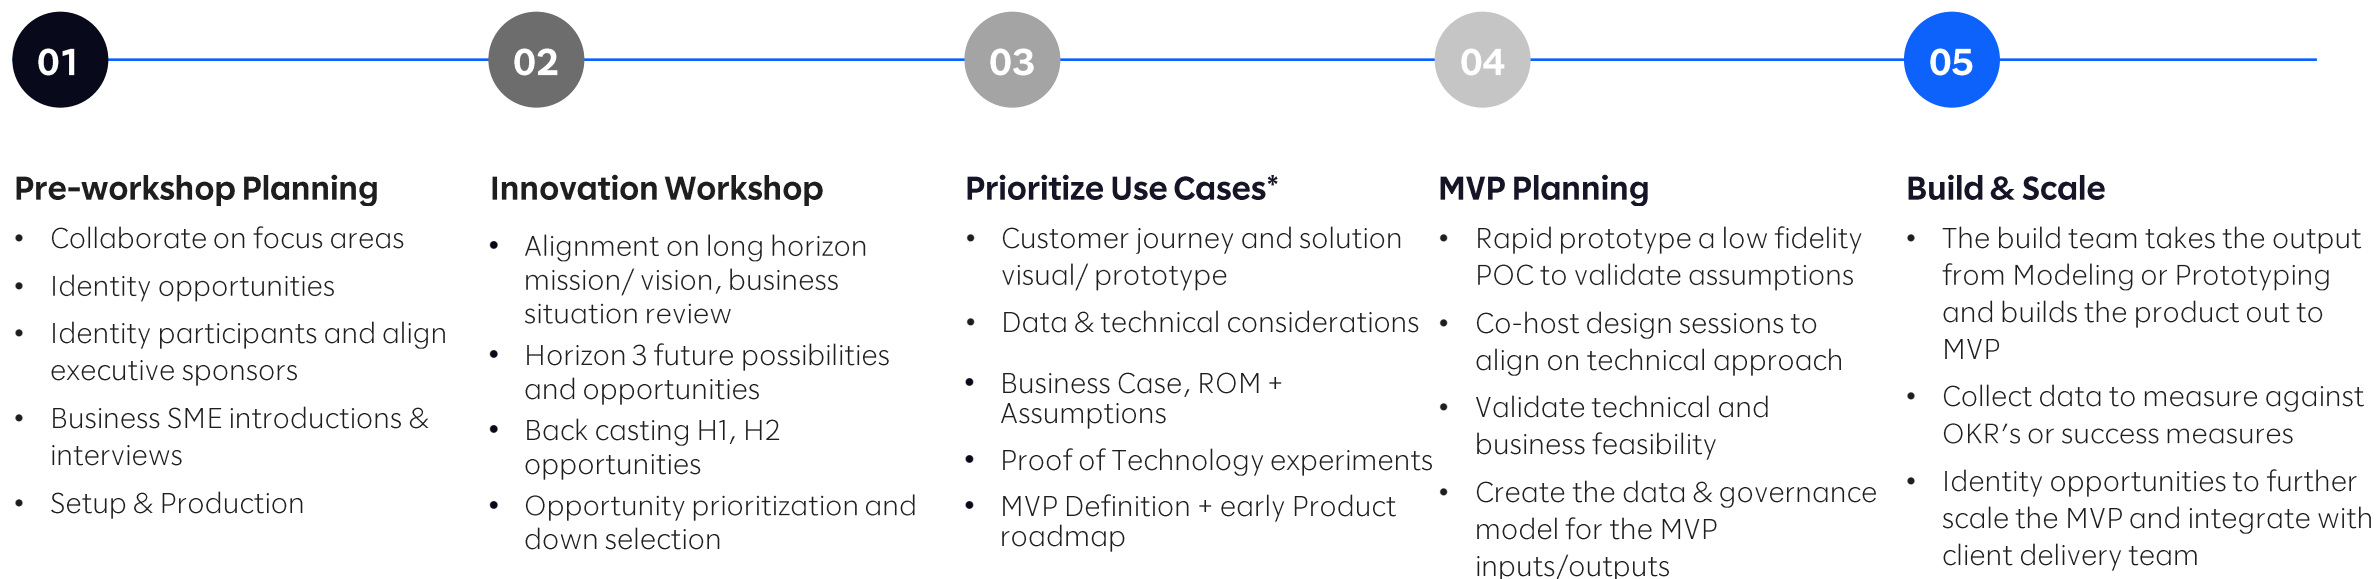 01
02
03
04
05
Pre-workshop Planning
• Collaborate on focus areas
• Identity opportunities
• Identity participants and align
executive sponsors
• Business SME introductions &
interviews
• Setup & Production
Innovation Workshop
• Alignment on long horizon
mission/ vision, business
situation review
• Horizon 3 future possibilities
and opportunities
• Back casting H1, H2
opportunities
• Opportunity prioritization and
down selection
Prioritize Use Cases*
• Customer journey and solution
visual/ prototype
• Data & technical considerations
• Business Case, ROM +
Assumptions
• Proof of Technology experiments
• MVP Definition + early Product
roadmap
MVP Planning
• Rapid prototype a low fidelity
POC to validate assumptions
• Co-host design sessions to
align on technical approach
• Validate technical and
business feasibility
• Create the data & governance
model for the MVP
inputs/outputs
Build & Scale
• The build team takes the output
from Modeling or Prototyping
and builds the product out to
MVP
• Collect data to measure against
OKR’s or success measures
• Identity opportunities to further
scale the MVP and integrate with
client delivery team